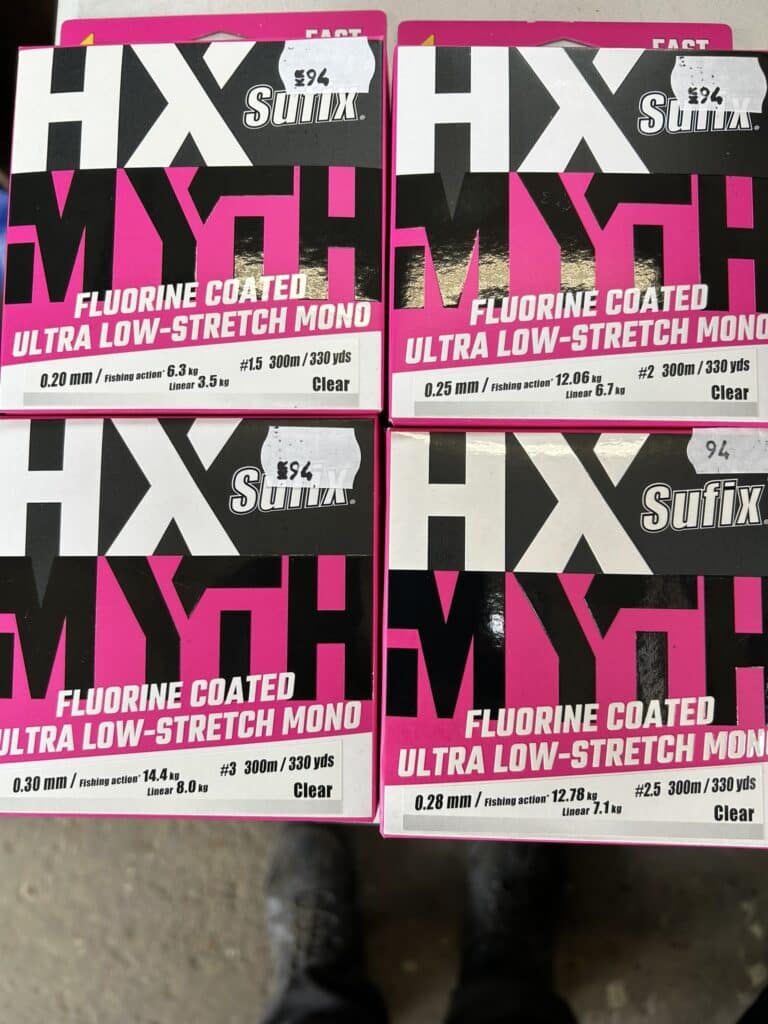 FAST
HX
94
Sufix
MYTH
FLUORINE COATED
ULTRA LOW-STRETCH MONO
0.20 mm / Fishing action* 6.3 kg
Linear 3.5 kg
#1.5 300m / 330 yds
Clear
FAST
HX
94
Sufix
MYTH
FLUORINE COATED
ULTRA LOW-STRETCH MONO
0.25 mm / Fishing action* 12.06 kg
Linear 6.7 kg
#2 300m / 330 yds
Clear
HX
94
Sufix
MYTH
FLUORINE COATED
ULTRA LOW-STRETCH MONO
0.30 mm / Fishing action* 14.4 kg
Linear 8.0 kg
#3 300m / 330 yds
Clear
HX
94
Sufix
MYTH
FLUORINE COATED
ULTRA LOW-STRETCH MON
0.28 mm / Fishing action* 12.78 kg
Linear 7.1 kg
#2.5 300m / 330 yds
Clear